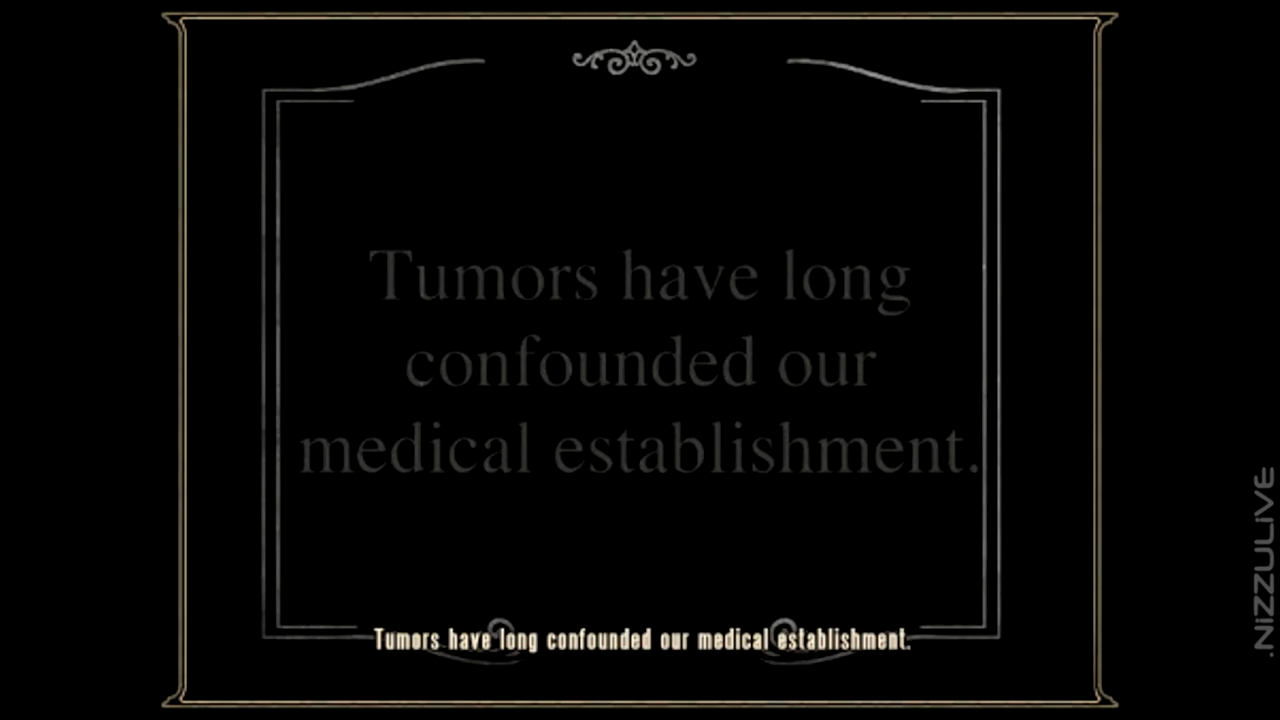 Tumors have long
confounded our
medical establishment.
Tumors have long confounded our medical establishment.
.NIZZULIVE